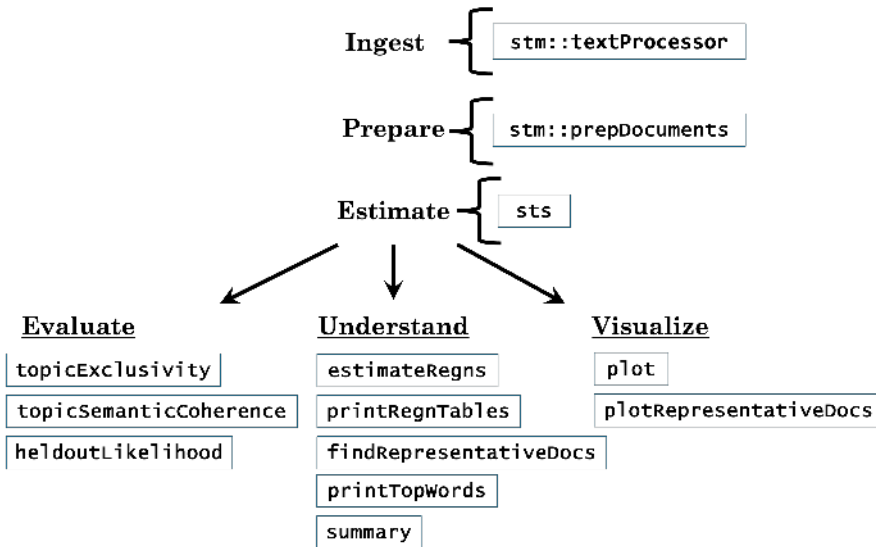 Ingest stm::textProcessor
Prepare stm::prepDocuments
Estimate sts
Evaluate
topicExclusivity
topicSemanticCoherence
heldoutLikelihood
Understand
estimateRegns
printRegnTables
findRepresentativeDocs
printTopWords
summary
Visualize
plot
plotRepresentativeDocs